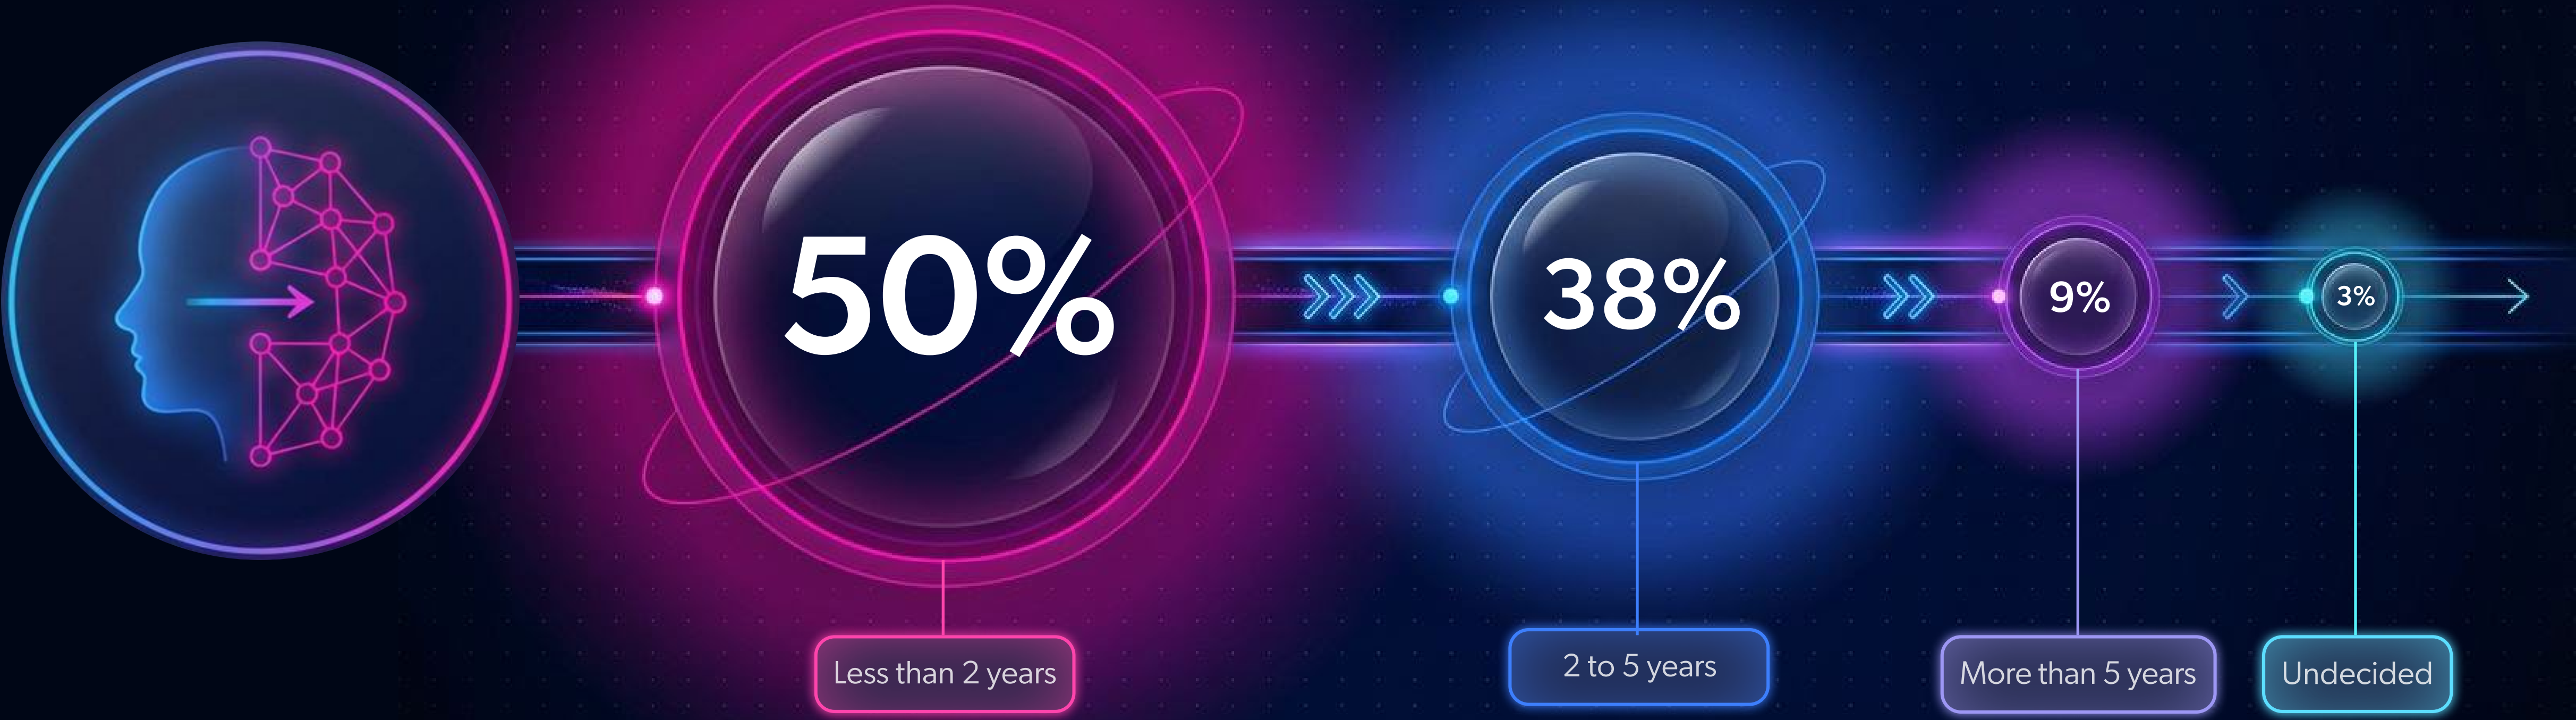 50%
38%
9%
3%
Less than 2 years
2 to 5 years
More than 5 years
Undecided